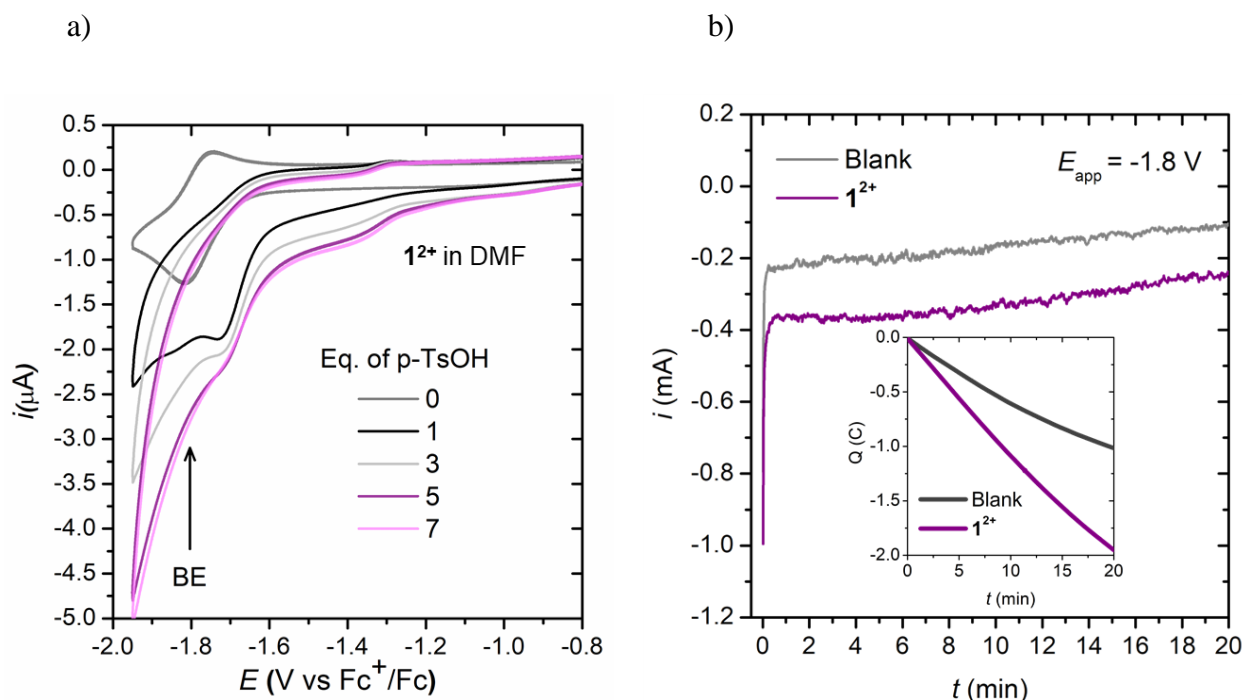 a)
b)
0.5
0.0
-0.5
-1.0
-1.5
-2.0
-2.5
-3.0
-3.5
-4.0
-4.5
-5.0
i(µA)
1²⁺ in DMF
Eq. of p-TsOH
0
1
3
5
7
BE
-2.0 -1.8 -1.6 -1.4 -1.2 -1.0 -0.8
E (V vs Fc⁺/Fc)
0.2
0.0
-0.2
-0.4
-0.6
-0.8
-1.0
-1.2
i (mA)
Blank
1²⁺
E_app = -1.8 V
0.0
-0.5
-1.0
-1.5
-2.0
Q (C)
Blank
1²⁺
0 5 10 15 20
t (min)
0 2 4 6 8 10 12 14 16 18 20
t (min)